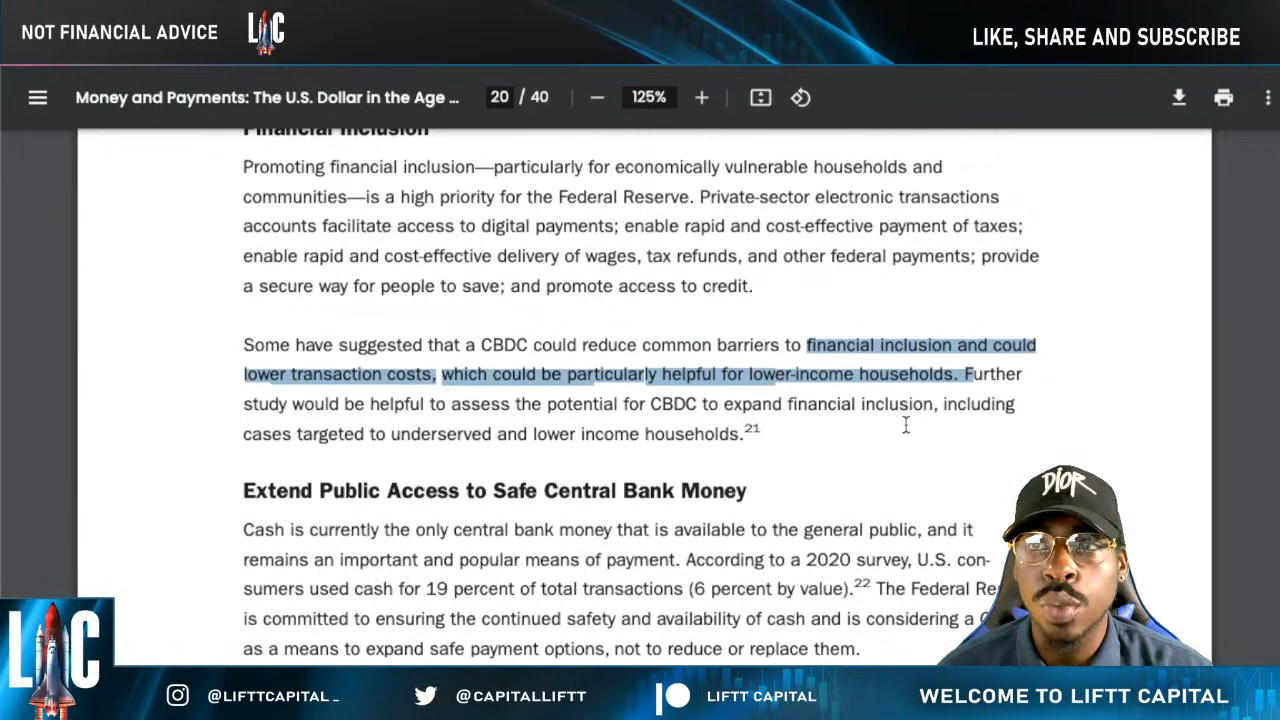 NOT FINANCIAL ADVICE
LC
LIKE, SHARE AND SUBSCRIBE
Money and Payments: The U.S. Dollar in the Age ...
20 / 40
125%
Financial Inclusion
Promoting financial inclusion—particularly for economically vulnerable households and
communities—is a high priority for the Federal Reserve. Private-sector electronic transactions
accounts facilitate access to digital payments; enable rapid and cost-effective payment of taxes;
enable rapid and cost-effective delivery of wages, tax refunds, and other federal payments; provide
a secure way for people to save; and promote access to credit.
Some have suggested that a CBDC could reduce common barriers to financial inclusion and could
lower transaction costs, which could be particularly helpful for lower-income households. Further
study would be helpful to assess the potential for CBDC to expand financial inclusion, including
cases targeted to underserved and lower income households.21
Extend Public Access to Safe Central Bank Money
Cash is currently the only central bank money that is available to the general public, and it
remains an important and popular means of payment. According to a 2020 survey, U.S. con-
sumers used cash for 19 percent of total transactions (6 percent by value).22 The Federal Re
is committed to ensuring the continued safety and availability of cash and is considering a
as a means to expand safe payment options, not to reduce or replace them.
DIOR
LC
@LIFTTCAPITAL_
@CAPITALLIFTT
LIFTT CAPITAL
WELCOME TO LIFTT CAPITAL